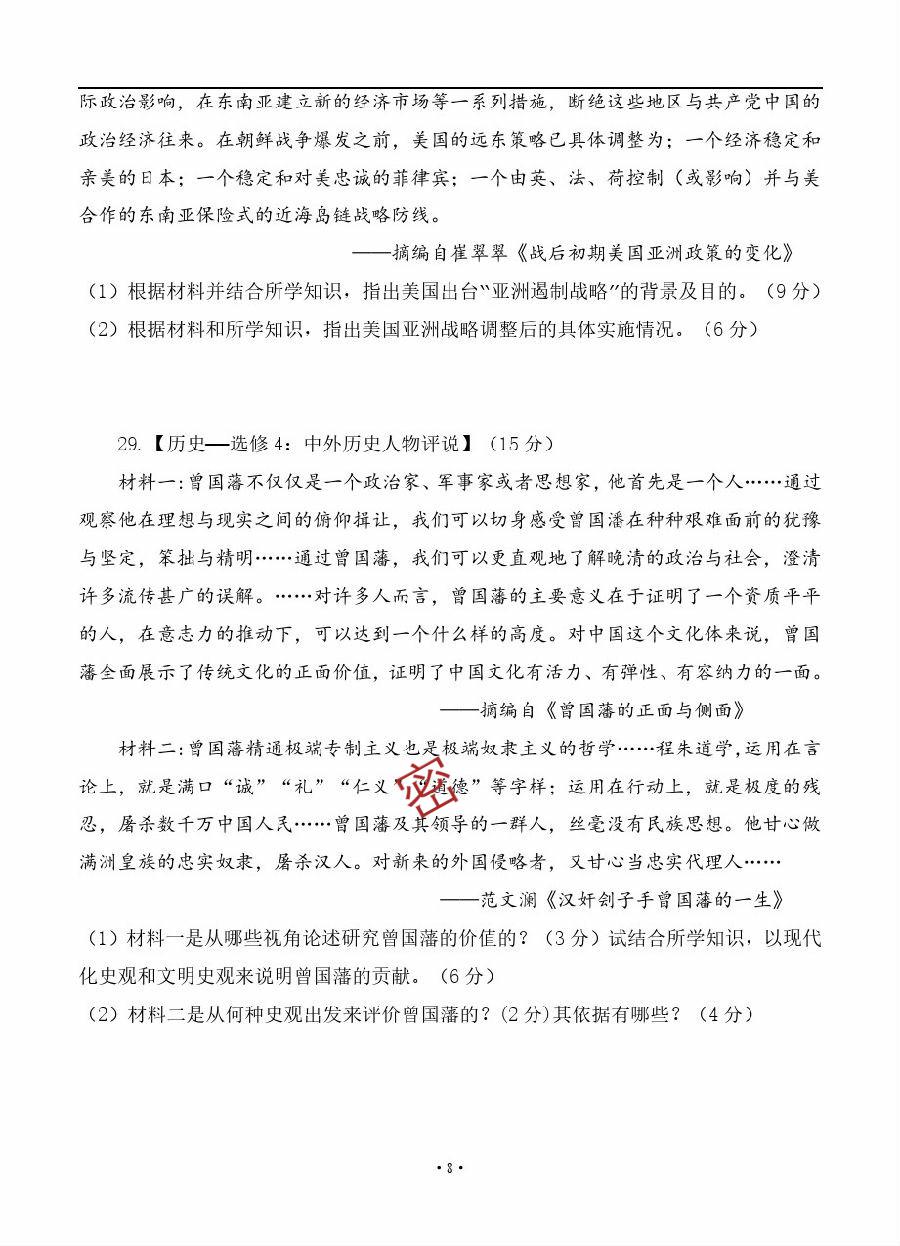 际政治影响，在东南亚建立新的经济市场等一系列措施，断绝这些地区与共产党中国的
政治经济往来。在朝鲜战争爆发之前，美国的远东策略已具体调整为；一个经济稳定和
亲美的日本；一个稳定和对美忠诚的菲律宾；一个由英、法、荷控制（或影响）并与美
合作的东南亚保险式的近海岛链战略防线。
——摘编自崔翠翠《战后初期美国亚洲政策的变化》
（1）根据材料并结合所学知识，指出美国出台“亚洲遏制战略”的背景及目的。（9 分）
（2）根据材料和所学知识，指出美国亚洲战略调整后的具体实施情况。（6 分）
29.【历史——选修 4：中外历史人物评说】（15 分）
材料一：曾国藩不仅仅是一个政治家、军事家或者思想家，他首先是一个人……通过
观察他在理想与现实之间的俯仰揖让，我们可以切身感受曾国潘在种种艰难面前的犹豫
与坚定，笨拙与精明……通过曾国藩，我们可以更直观地了解晚清的政治与社会，澄清
许多流传甚广的误解。……对许多人而言，曾国藩的主要意义在于证明了一个资质平平
的人，在意志力的推动下，可以达到一个什么样的高度。对中国这个文化体来说，曾国
藩全面展示了传统文化的正面价值，证明了中国文化有活力、有弹性、有容纳力的一面。
——摘编自《曾国藩的正面与侧面》
材料二：曾国藩精通极端专制主义也是极端奴隶主义的哲学……程朱道学，运用在言
论上，就是满口“诚”“礼”“仁义”“道德”等字样；运用在行动上，就是极度的残
忍，屠杀数千万中国人民……曾国藩及其领导的一群人，丝毫没有民族思想。他甘心做
满洲皇族的忠实奴隶，屠杀汉人。对新来的外国侵略者，又甘心当忠实代理人……
——范文澜《汉奸刽子手曾国藩的一生》
（1）材料一是从哪些视角论述研究曾国藩的价值的？（3 分）试结合所学知识，以现代
化史观和文明史观来说明曾国藩的贡献。（6 分）
（2）材料二是从何种史观出发来评价曾国藩的？(2 分)其依据有哪些？（4 分）
密
·8·